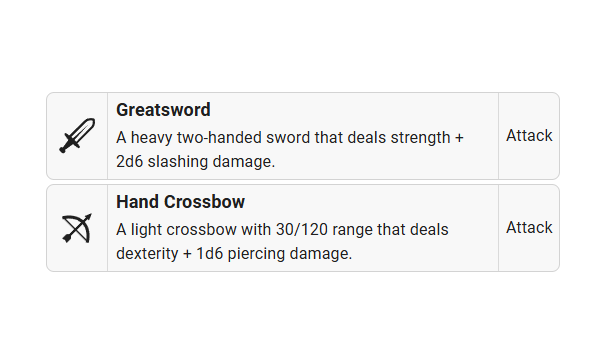 Greatsword
A heavy two-handed sword that deals strength +
2d6 slashing damage.
Attack
Hand Crossbow
A light crossbow with 30/120 range that deals
dexterity + 1d6 piercing damage.
Attack